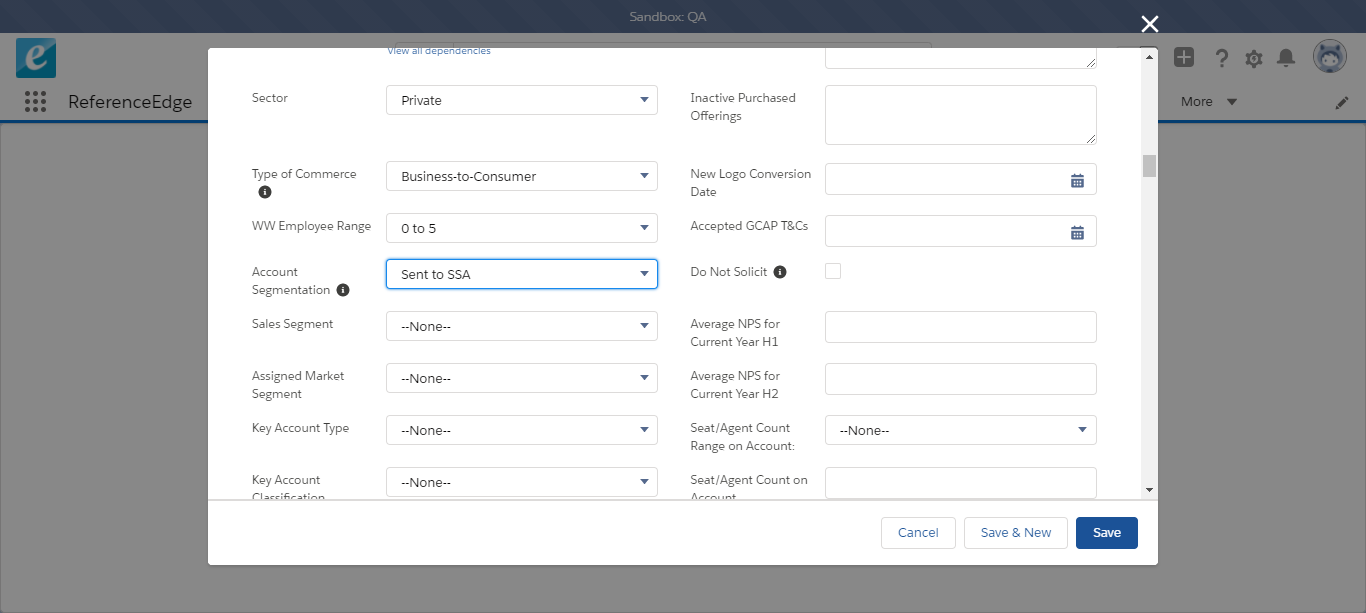 Sandbox: QA
ReferenceEdge
More
View all dependencies
Sector
Private
Inactive Purchased
Offerings
Type of Commerce
Business-to-Consumer
New Logo Conversion
Date
WW Employee Range
0 to 5
Accepted GCAP T&Cs
Account
Segmentation
Sent to SSA
Do Not Solicit
Sales Segment
--None--
Average NPS for
Current Year H1
Assigned Market
Segment
--None--
Average NPS for
Current Year H2
Key Account Type
--None--
Seat/Agent Count
Range on Account:
--None--
Key Account
Classification
--None--
Seat/Agent Count on
Account
Cancel
Save & New
Save